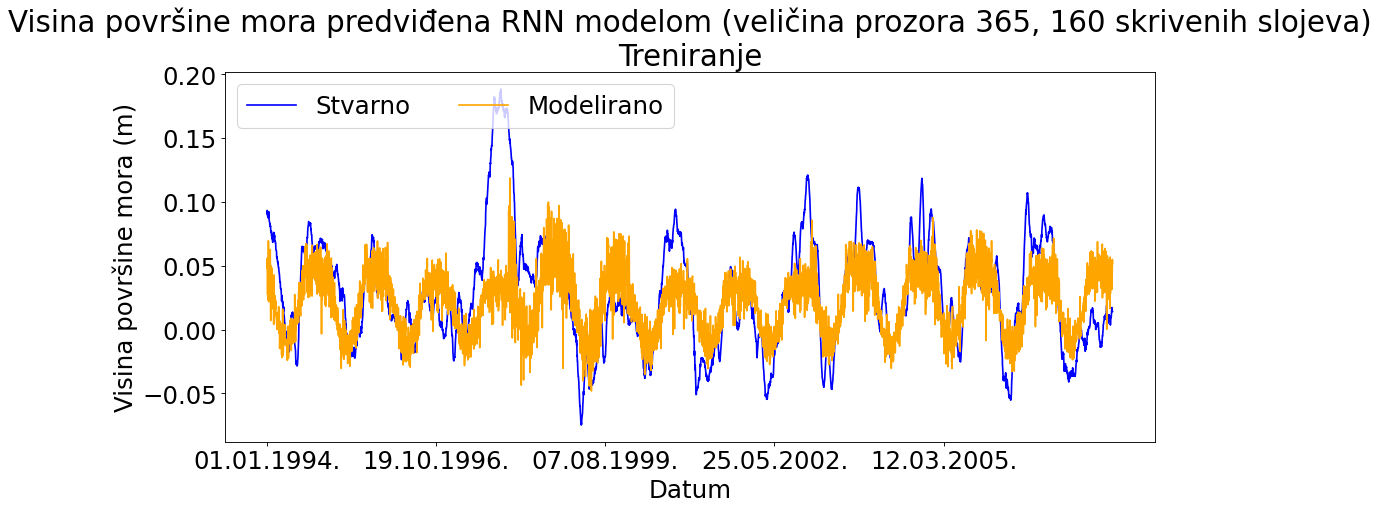 Visina površine mora predviđena RNN modelom (veličina prozora 365, 160 skrivenih slojeva)
Treniranje
Stvarno Modelirano
Visina površine mora (m)
0.20
0.15
0.10
0.05
0.00
−0.05
01.01.1994. 19.10.1996. 07.08.1999. 25.05.2002. 12.03.2005.
Datum